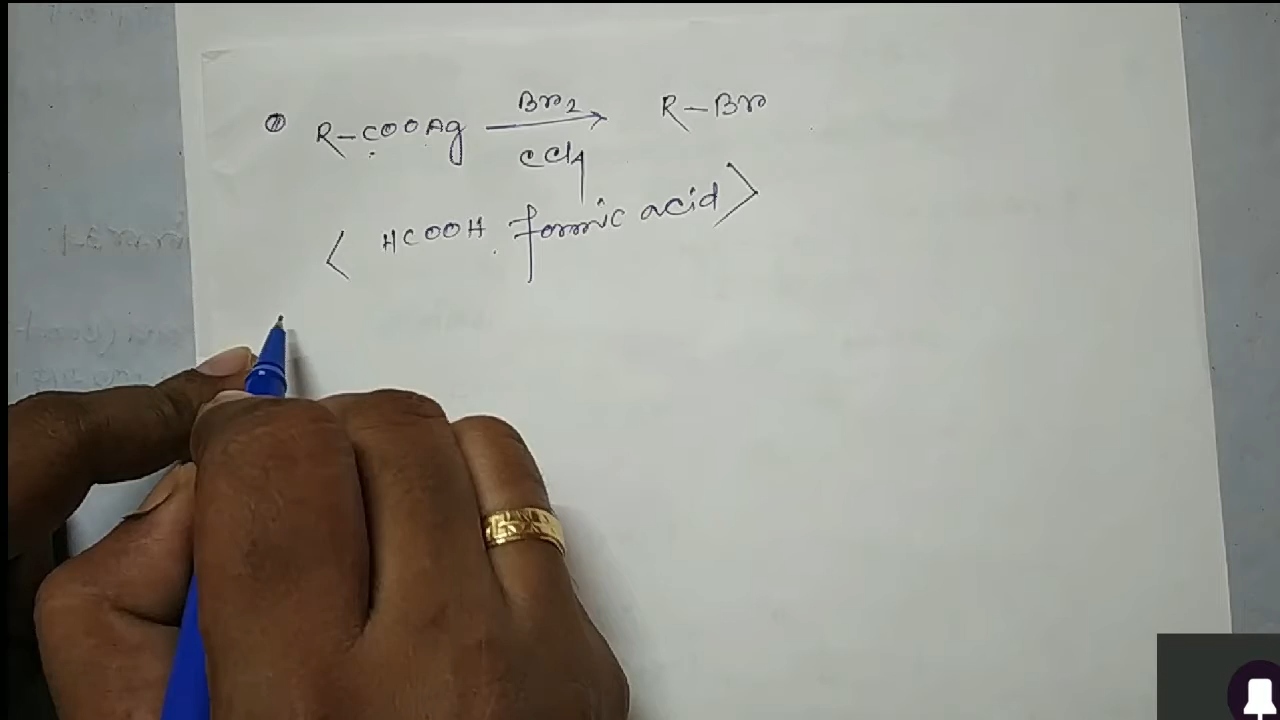 ① R-COOAg Br2 → R-Br
CCl4
< HCOOH. formic acid >